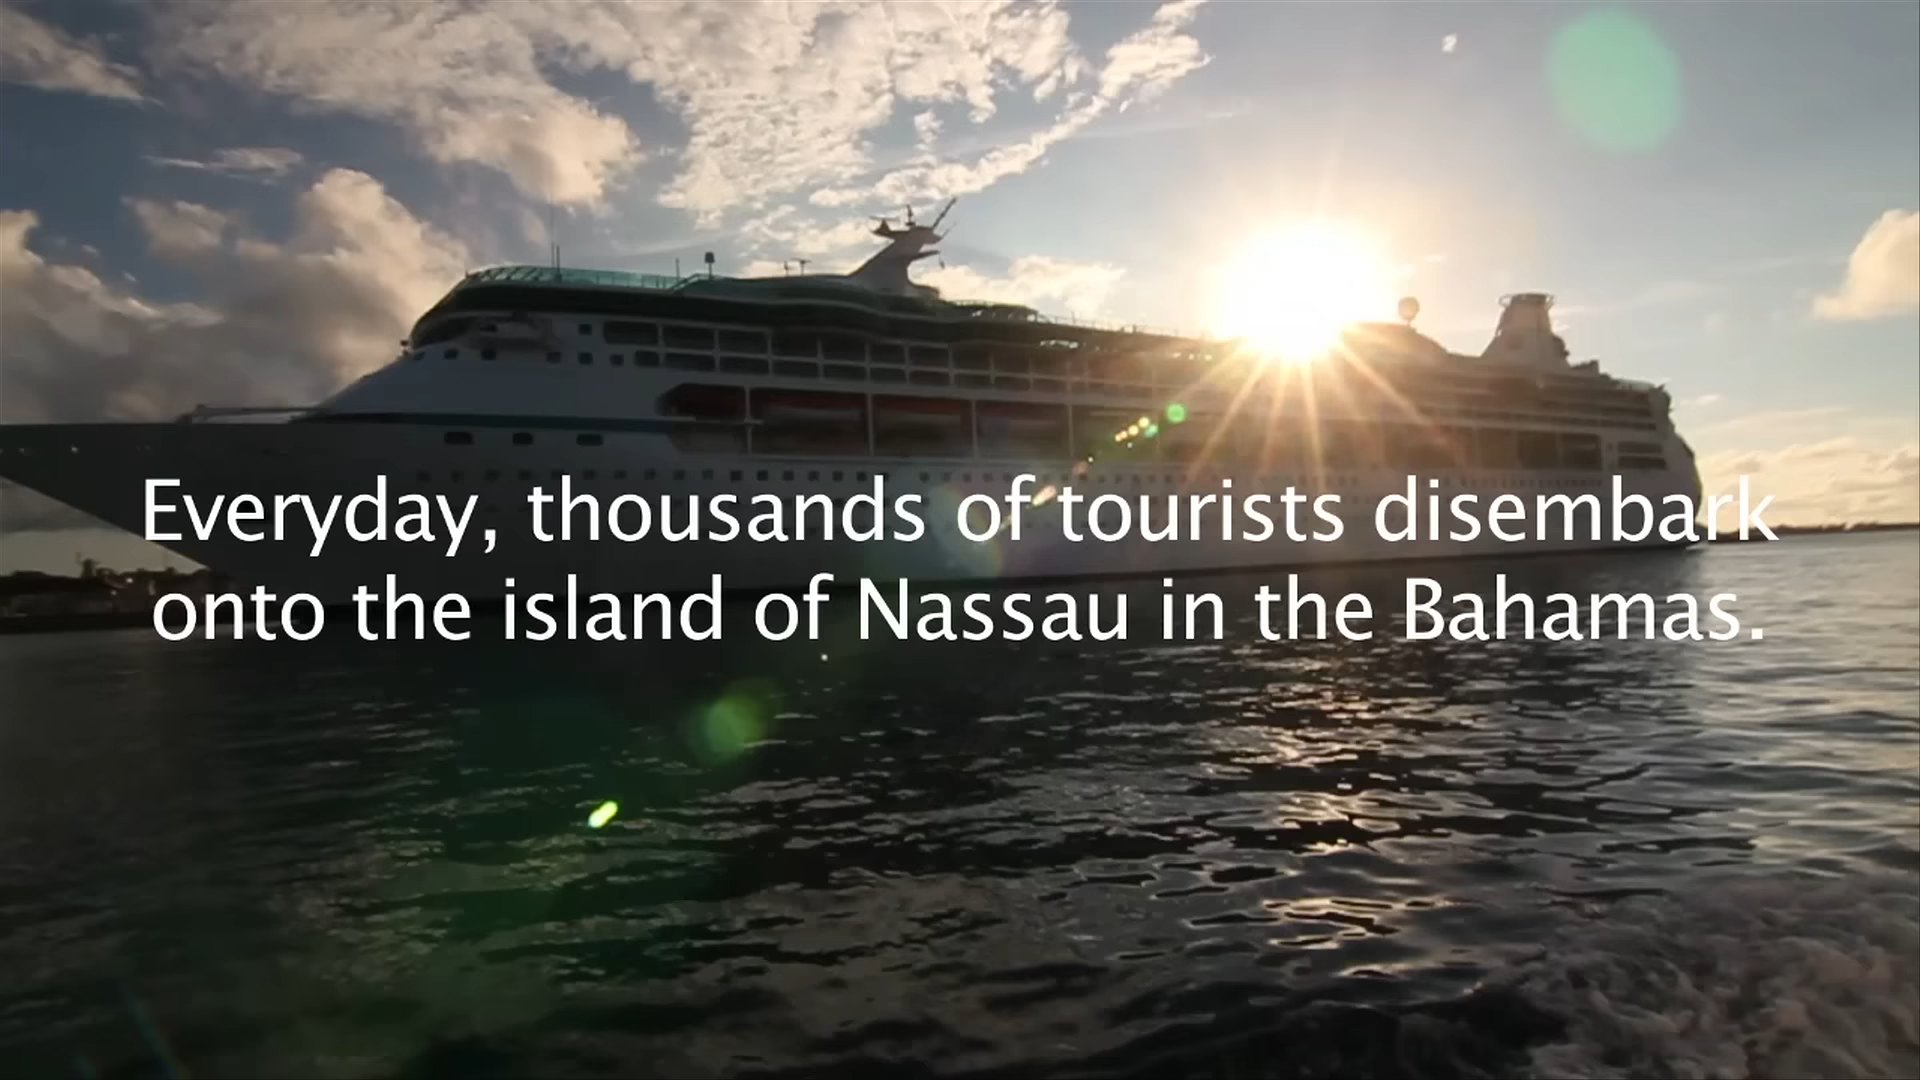 Everyday, thousands of tourists disembark
onto the island of Nassau in the Bahamas.